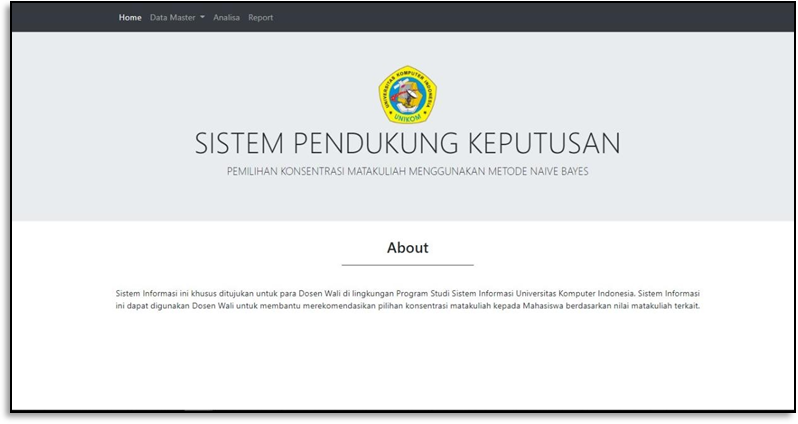 Home Data Master Analisa Report
UNIVERSITAS KOMPUTER INDONESIA
UNIKOM
SISTEM PENDUKUNG KEPUTUSAN
PEMILIHAN KONSENTRASI MATAKULIAH MENGGUNAKAN METODE NAIVE BAYES
About
Sistem Informasi ini khusus ditujukan untuk para Dosen Wali di lingkungan Program Studi Sistem Informasi Universitas Komputer Indonesia. Sistem Informasi
ini dapat digunakan Dosen Wali untuk membantu merekomendasikan pilihan konsentrasi matakuliah kepada Mahasiswa berdasarkan nilai matakuliah terkait.